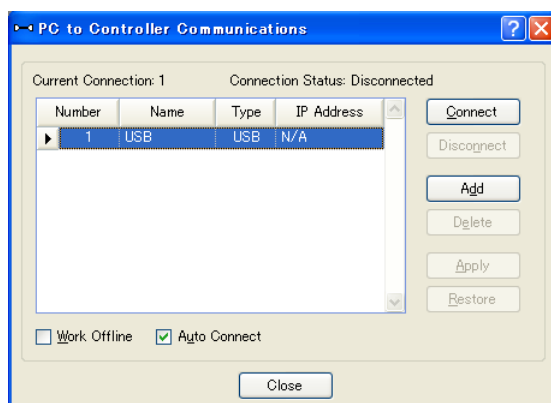 PC to Controller Communications
Current Connection: 1
Connection Status: Disconnected
Number Name Type IP Address
1 USB USB N/A
Connect
Disconnect
Add
Delete
Apply
Restore
Work Offline
Auto Connect
Close